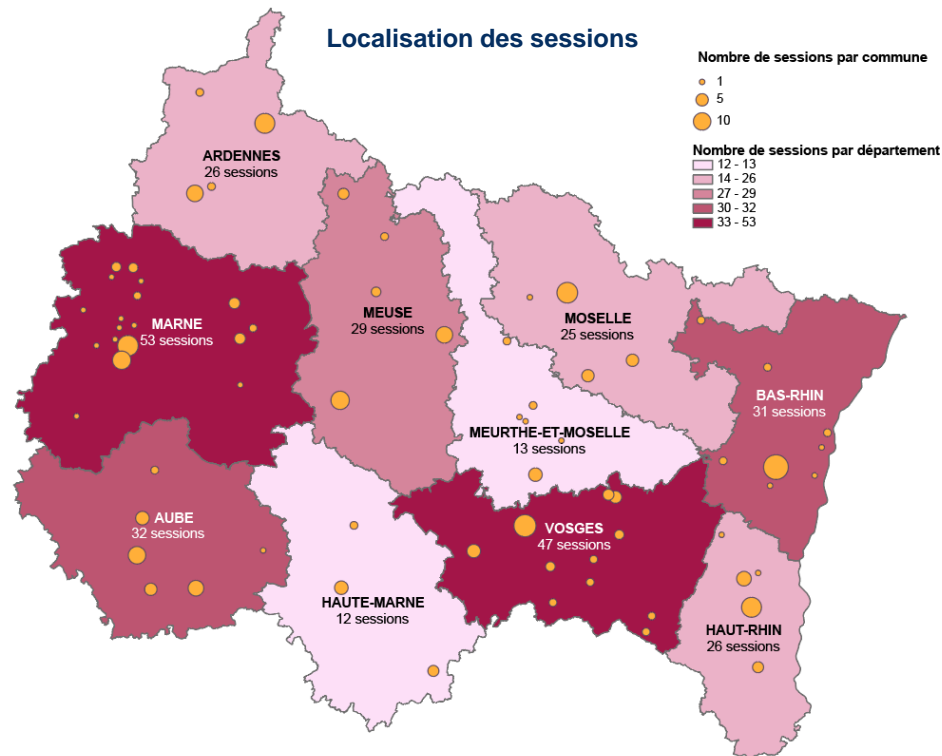 Localisation des sessions
Nombre de sessions par commune
1
5
10
Nombre de sessions par département
12 - 13
14 - 26
27 - 29
30 - 32
33 - 53
ARDENNES
26 sessions
MARNE
53 sessions
MEUSE
29 sessions
MOSELLE
25 sessions
BAS-RHIN
31 sessions
MEURTHE-ET-MOSELLE
13 sessions
AUBE
32 sessions
VOSGES
47 sessions
HAUTE-MARNE
12 sessions
HAUT-RHIN
26 sessions